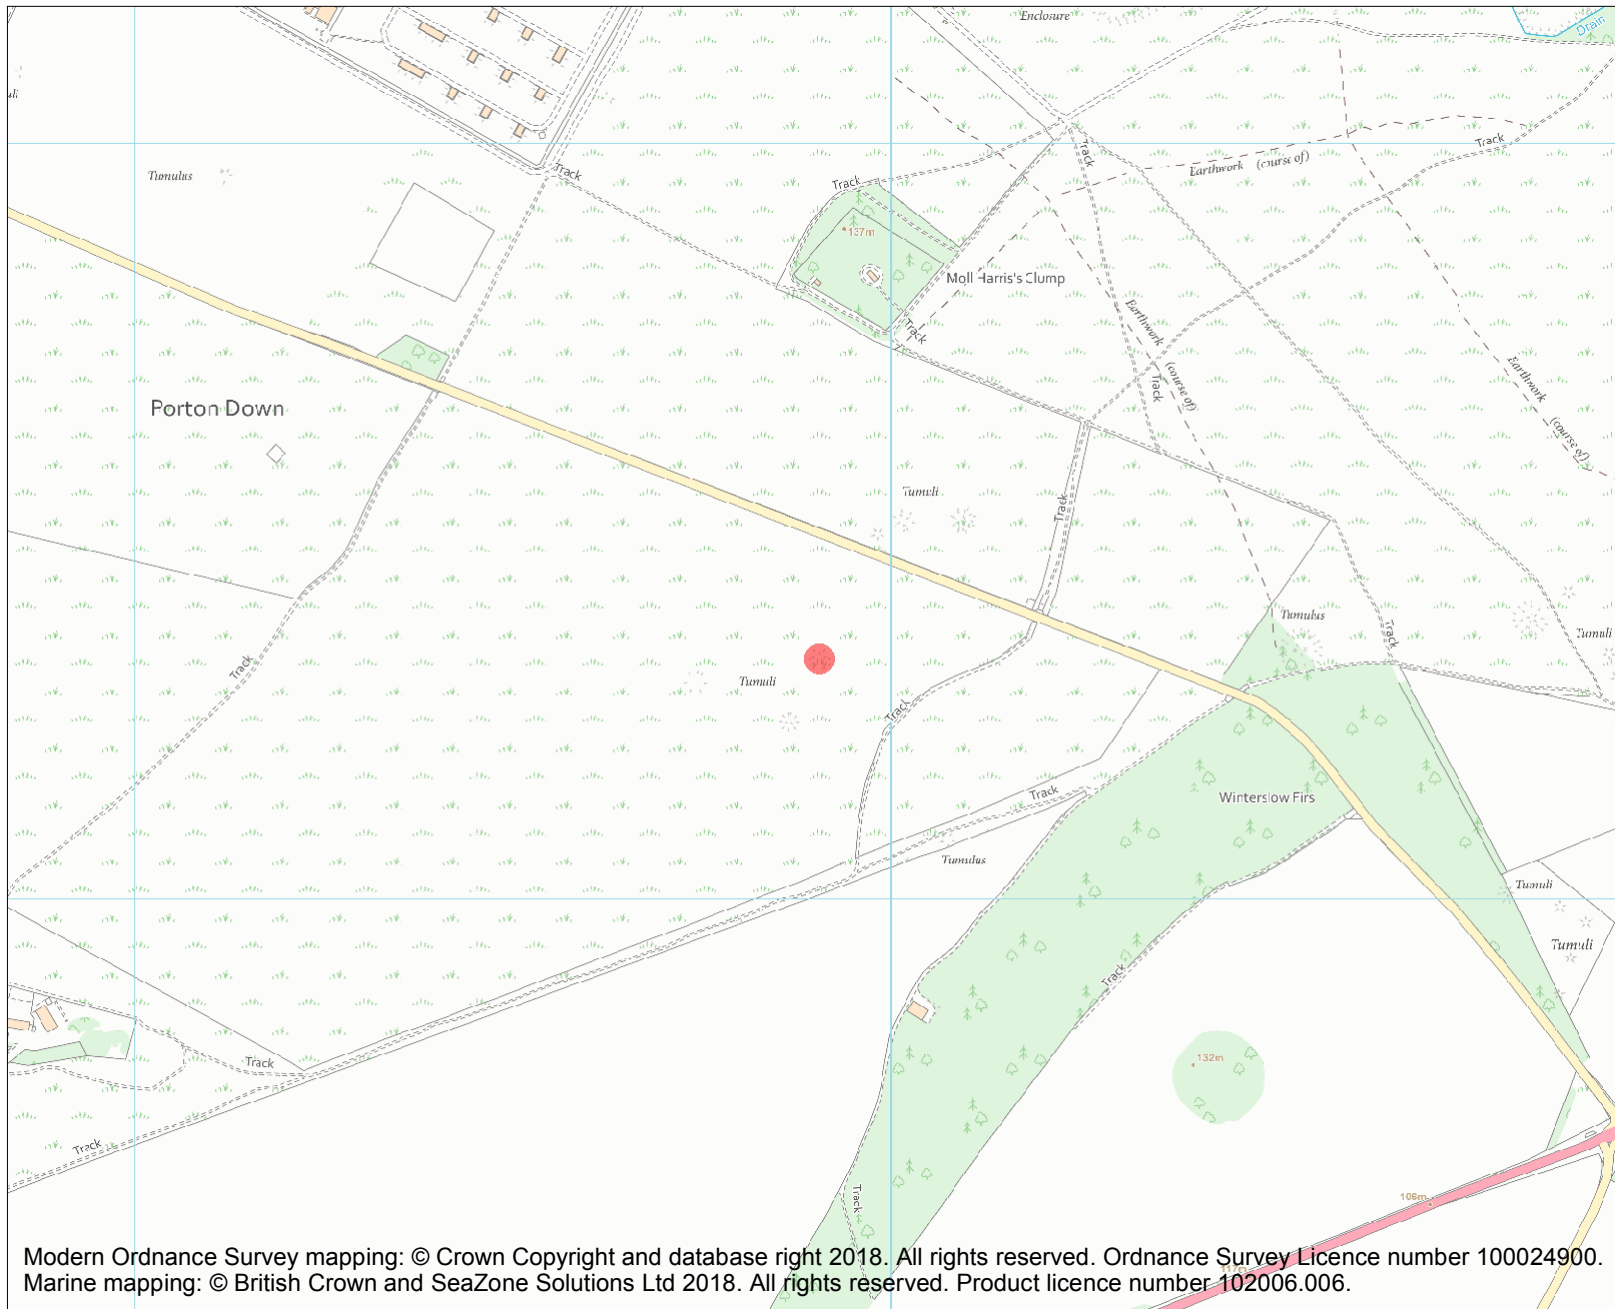 Enclosure
Drain
uli
Track
Track
Tumulus
Track
Track
Earthwork (course of)
137m
Moll Harris's Clump
Track
Earthwork (course of)
Track
Earthwork (course of)
Porton Down
Tumuli
Track
Tumulus
Tumuli
Track
Track
Tumuli
Track
Track
Winterslow Firs
Tumulus
Tumuli
Tumuli
Track
132m
Track
Track
Track
106m
117m
Modern Ordnance Survey mapping: © Crown Copyright and database right 2018. All rights reserved. Ordnance Survey Licence number 100024900.
Marine mapping: © British Crown and SeaZone Solutions Ltd 2018. All rights reserved. Product licence number 102006.006.